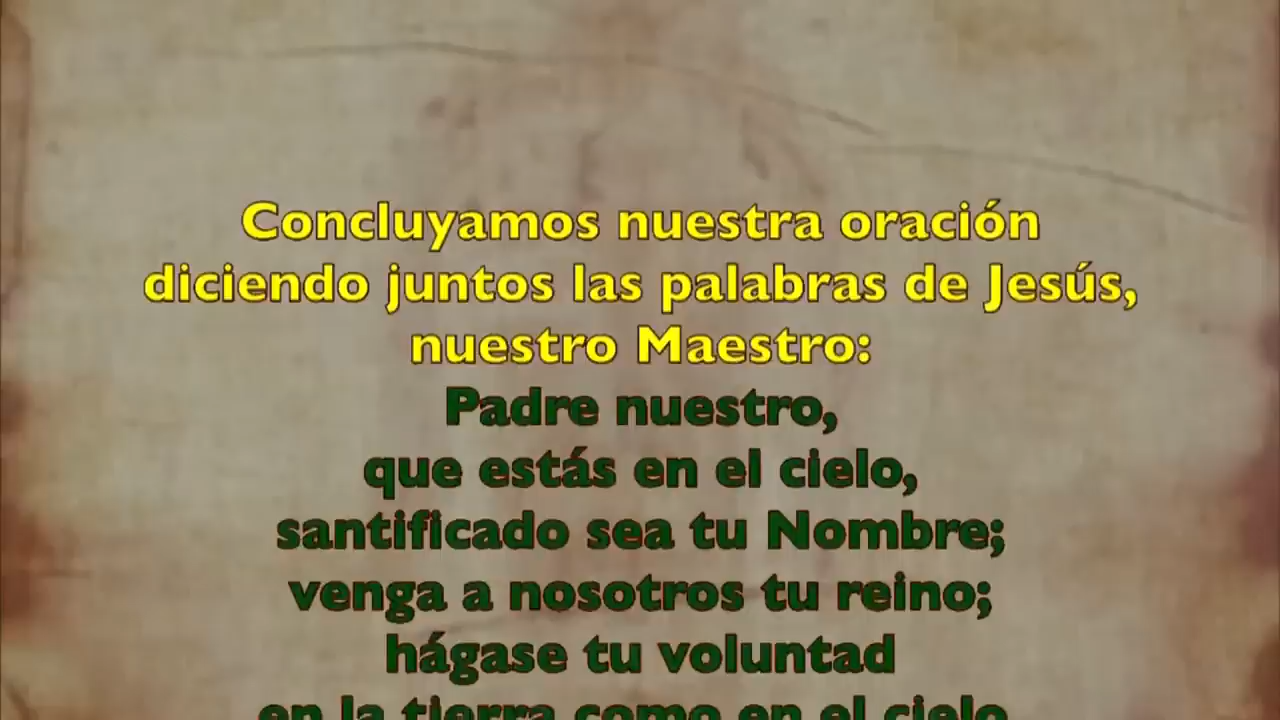 Concluyamos nuestra oración
diciendo juntos las palabras de Jesús,
nuestro Maestro:
Padre nuestro,
que estás en el cielo,
santificado sea tu Nombre;
venga a nosotros tu reino;
hágase tu voluntad
en la tierra como en el cielo